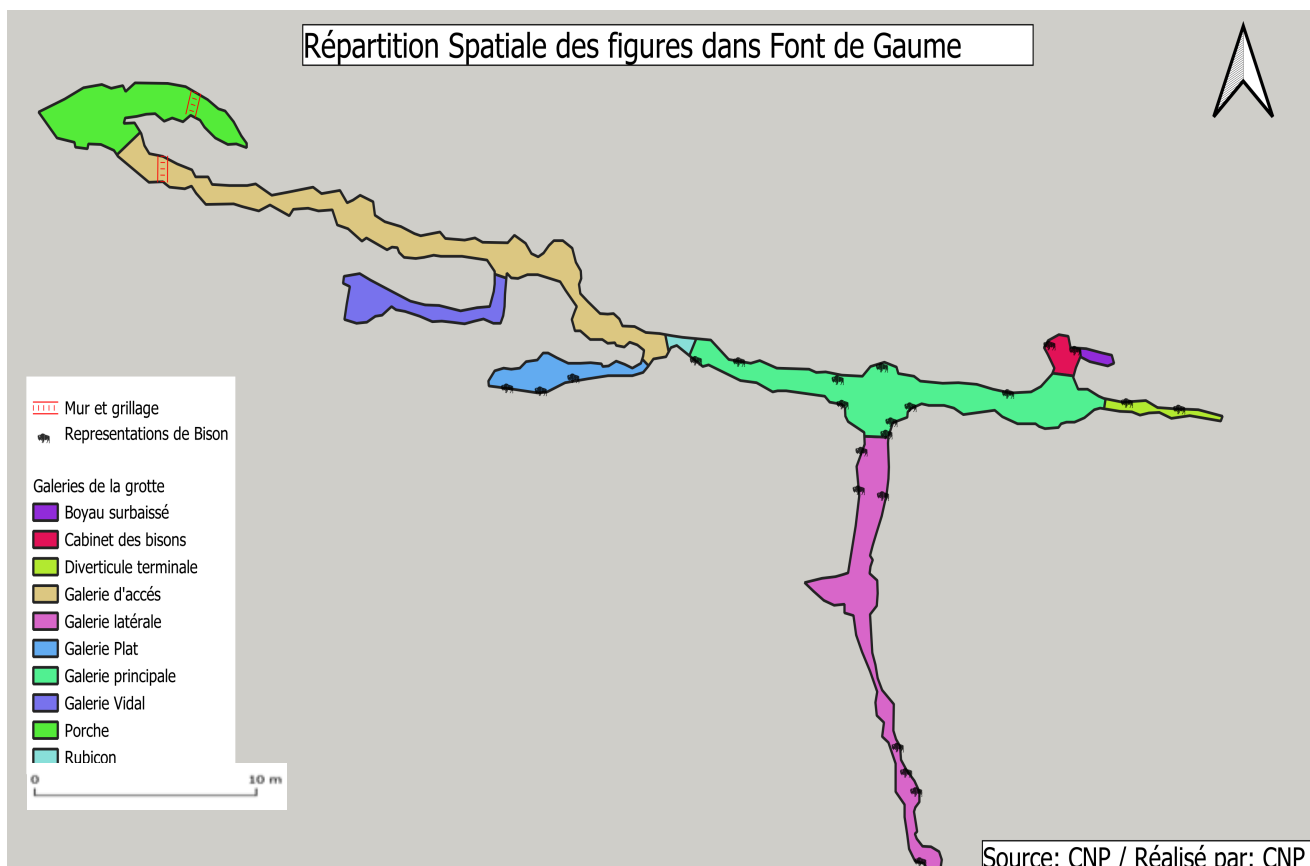 Répartition Spatiale des figures dans Font de Gaume
Mur et grillage
Representations de Bison
Galeries de la grotte
Boyau surbaissé
Cabinet des bisons
Diverticule terminale
Galerie d'accés
Galerie latérale
Galerie Plat
Galerie principale
Galerie Vidal
Porche
Rubicon
0 10 m
Source: CNP / Réalisé par: CNP